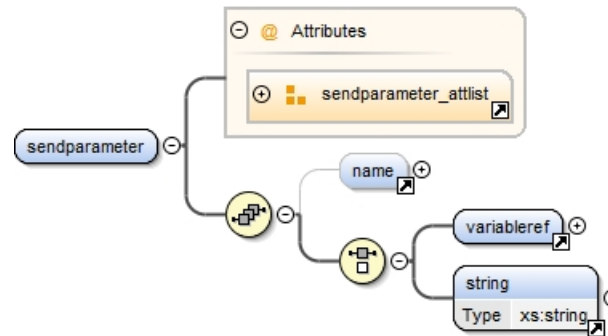 @ Attributes
sendparameter_attlist
sendparameter
name
variableref
string
Type xs:string